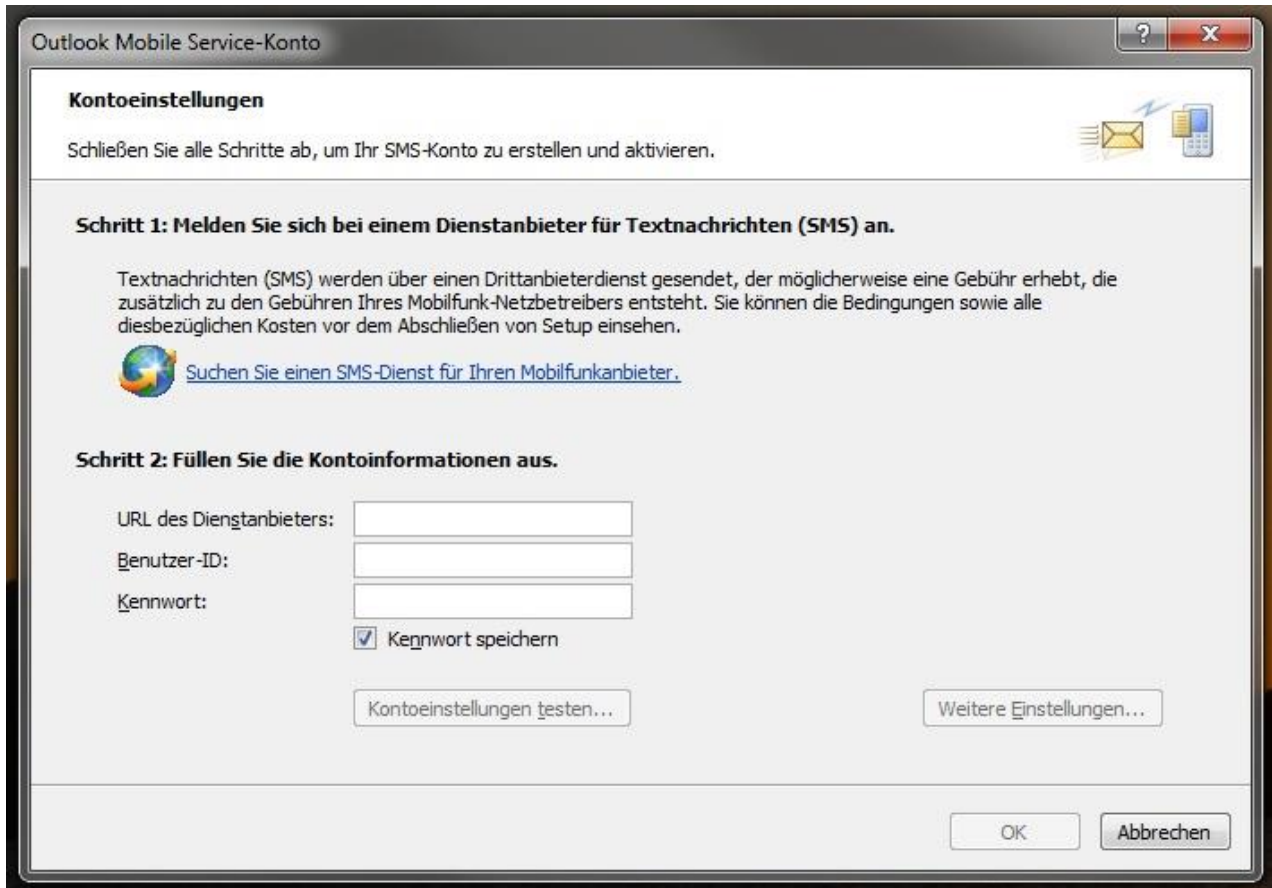 Outlook Mobile Service-Konto
Kontoeinstellungen
Schließen Sie alle Schritte ab, um Ihr SMS-Konto zu erstellen und aktivieren.
Schritt 1: Melden Sie sich bei einem Dienstanbieter für Textnachrichten (SMS) an.
Textnachrichten (SMS) werden über einen Drittanbieterdienst gesendet, der möglicherweise eine Gebühr erhebt, die
zusätzlich zu den Gebühren Ihres Mobilfunk-Netzbetreibers entsteht. Sie können die Bedingungen sowie alle
diesbezüglichen Kosten vor dem Abschließen von Setup einsehen.
Suchen Sie einen SMS-Dienst für Ihren Mobilfunkanbieter.
Schritt 2: Füllen Sie die Kontoinformationen aus.
URL des Dienstanbieters:
Benutzer-ID:
Kennwort:
Kennwort speichern
Kontoeinstellungen testen... Weitere Einstellungen...
OK Abbrechen